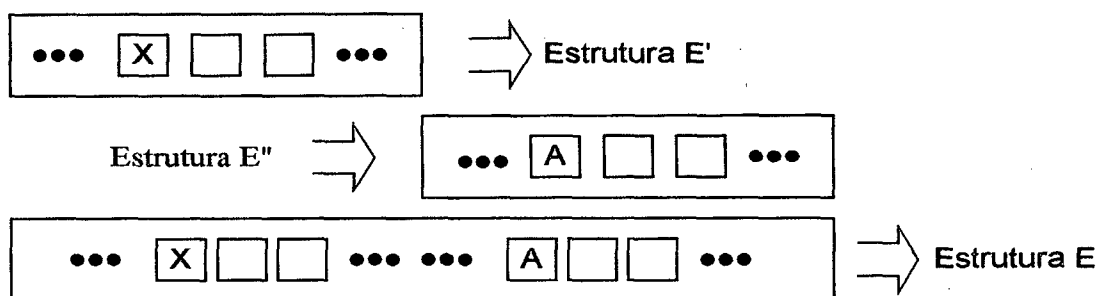 ••• X ••• Estrutura E'
Estrutura E" ••• A •••
••• X ••• ••• A ••• Estrutura E